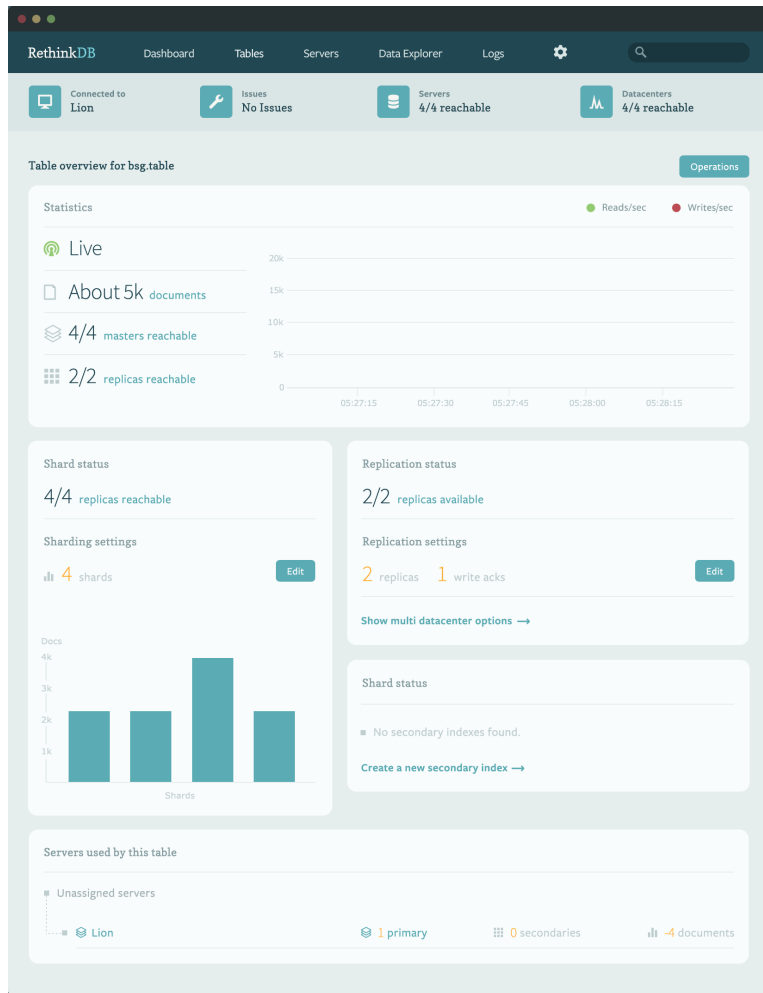 RethinkDB Dashboard Tables Servers Data Explorer Logs
Connected to
Lion
Issues
No Issues
Servers
4/4 reachable
Datacenters
4/4 reachable
Table overview for bsg.table
Operations
Statistics
Reads/sec Writes/sec
Live
About 5k documents
4/4 masters reachable
2/2 replicas reachable
20k
15k
10k
5k
0
05:27:15 05:27:30 05:27:45 05:28:00 05:28:15
Shard status
4/4 replicas reachable
Sharding settings
4 shards
Edit
Docs
4k
3k
2k
1k
Shards
Replication status
2/2 replicas available
Replication settings
2 replicas 1 write acks
Edit
Show multi datacenter options →
Shard status
No secondary indexes found.
Create a new secondary index →
Servers used by this table
Unassigned servers
Lion 1 primary 0 secondaries -4 documents